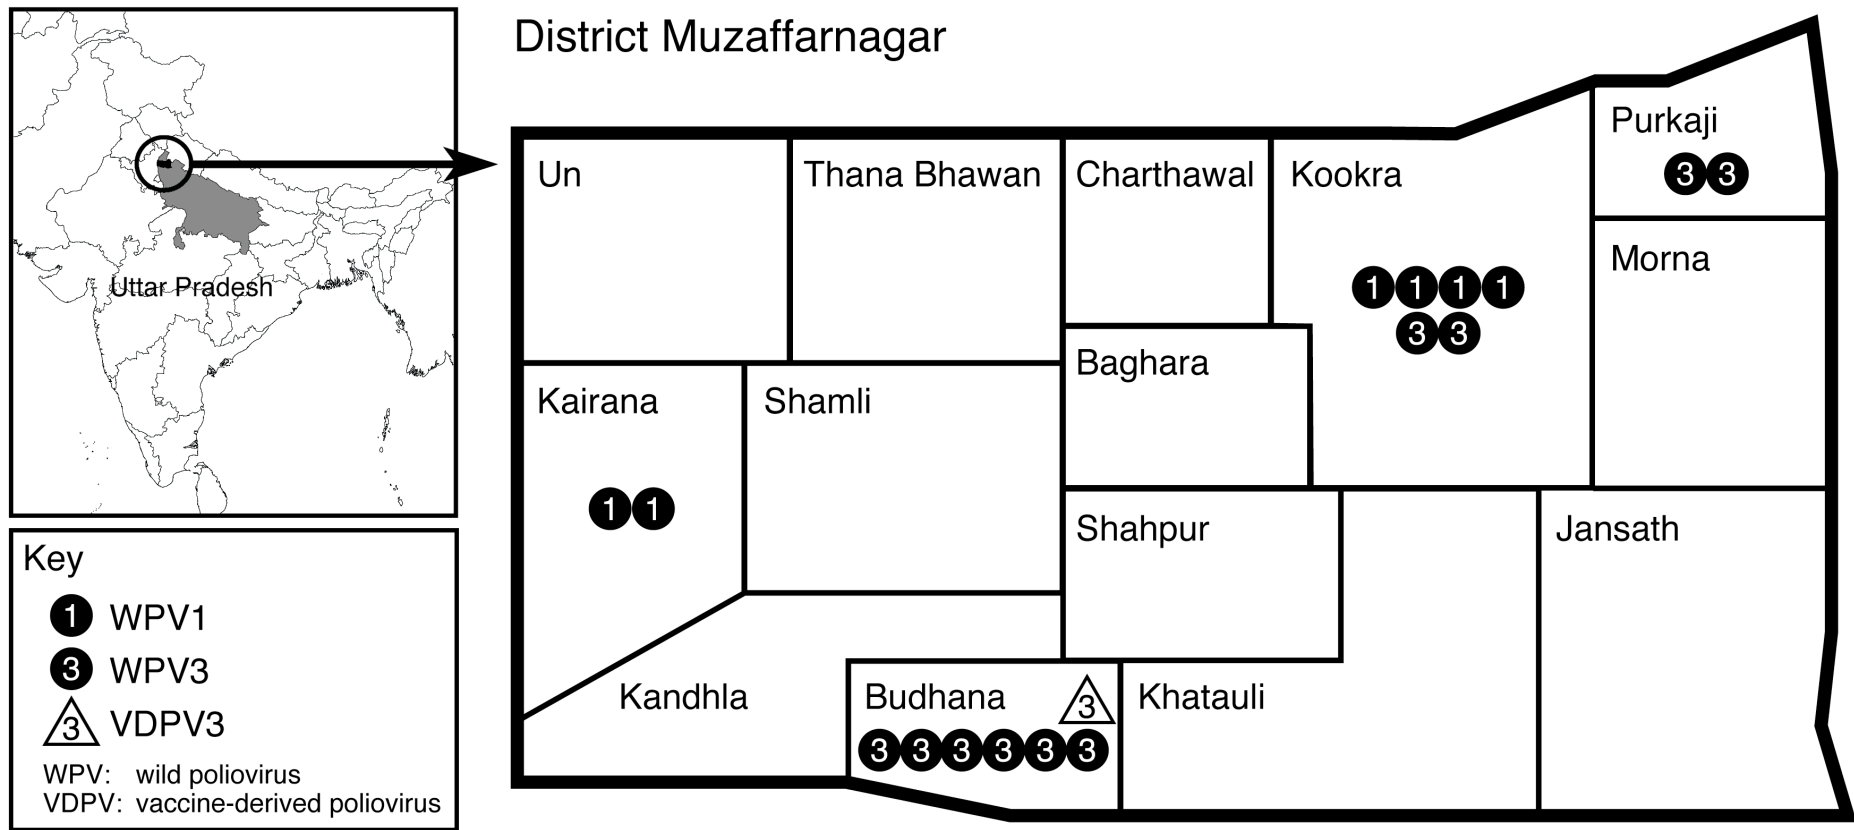 District Muzaffarnagar
Uttar Pradesh
Key
1 WPV1
3 WPV3
3 VDPV3
WPV: wild poliovirus
VDPV: vaccine-derived poliovirus
Un
Thana Bhawan
Charthawal
Kookra
1 1 1 1
3 3
Purkaji
3 3
Morna
Kairana
1 1
Shamli
Baghara
Shahpur
Jansath
Kandhla
Budhana
3
3 3 3 3 3 3
Khatauli